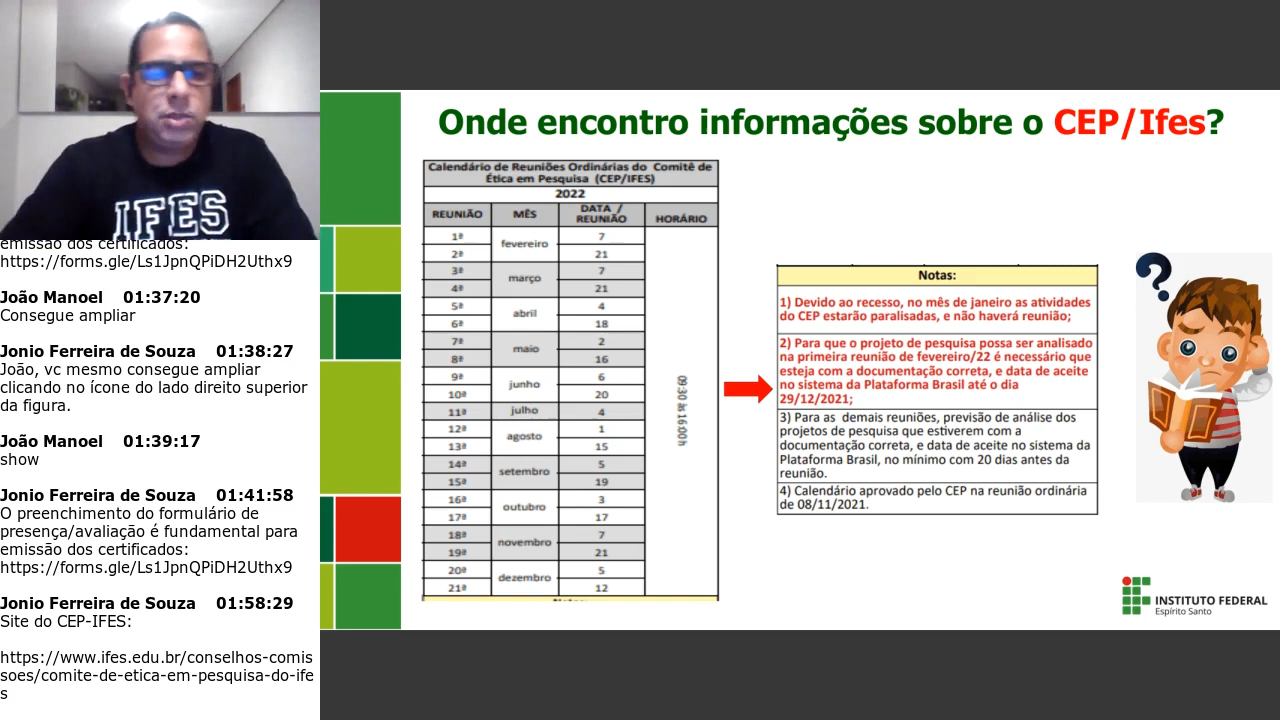 IFES
emissão dos certificados:
https://forms.gle/Ls1JpnQPiDH2Uthx9
João Manoel 01:37:20
Consegue ampliar
Jonio Ferreira de Souza 01:38:27
João, vc mesmo consegue ampliar
clicando no ícone do lado direito superior
da figura.
João Manoel 01:39:17
show
Jonio Ferreira de Souza 01:41:58
O preenchimento do formulário de
presença/avaliação é fundamental para
emissão dos certificados:
https://forms.gle/Ls1JpnQPiDH2Uthx9
Jonio Ferreira de Souza 01:58:29
Site do CEP-IFES:
https://www.ifes.edu.br/conselhos-comis
soes/comite-de-etica-em-pesquisa-do-ife
s
Onde encontro informações sobre o CEP/Ifes?
Calendário de Reuniões Ordinárias do Comitê de
Ética em Pesquisa (CEP/IFES)
2022
REUNIÃO MÊS DATA / REUNIÃO HORÁRIO
1ª fevereiro 7
2ª 21
3ª março 7
4ª 21
5ª abril 4
6ª 18
7ª maio 2
8ª 16
9ª junho 6
10ª 20
11ª julho 4
12ª agosto 1
13ª 15
14ª setembro 5
15ª 19
16ª outubro 3
17ª 17
18ª novembro 7
19ª 21
20ª dezembro 5
21ª 12
09:30 às 16:00 h
Notas:
Notas:
1) Devido ao recesso, no mês de janeiro as atividades
do CEP estarão paralisadas, e não haverá reunião;
2) Para que o projeto de pesquisa possa ser analisado
na primeira reunião de fevereiro/22 é necessário que
esteja com a documentação correta, e data de aceite
no sistema da Plataforma Brasil até o dia
29/12/2021;
3) Para as demais reuniões, previsão de análise dos
projetos de pesquisa que estiverem com a
documentação correta, e data de aceite no sistema da
Plataforma Brasil, no mínimo com 20 dias antes da
reunião.
4) Calendário aprovado pelo CEP na reunião ordinária
de 08/11/2021.
INSTITUTO FEDERAL
Espírito Santo